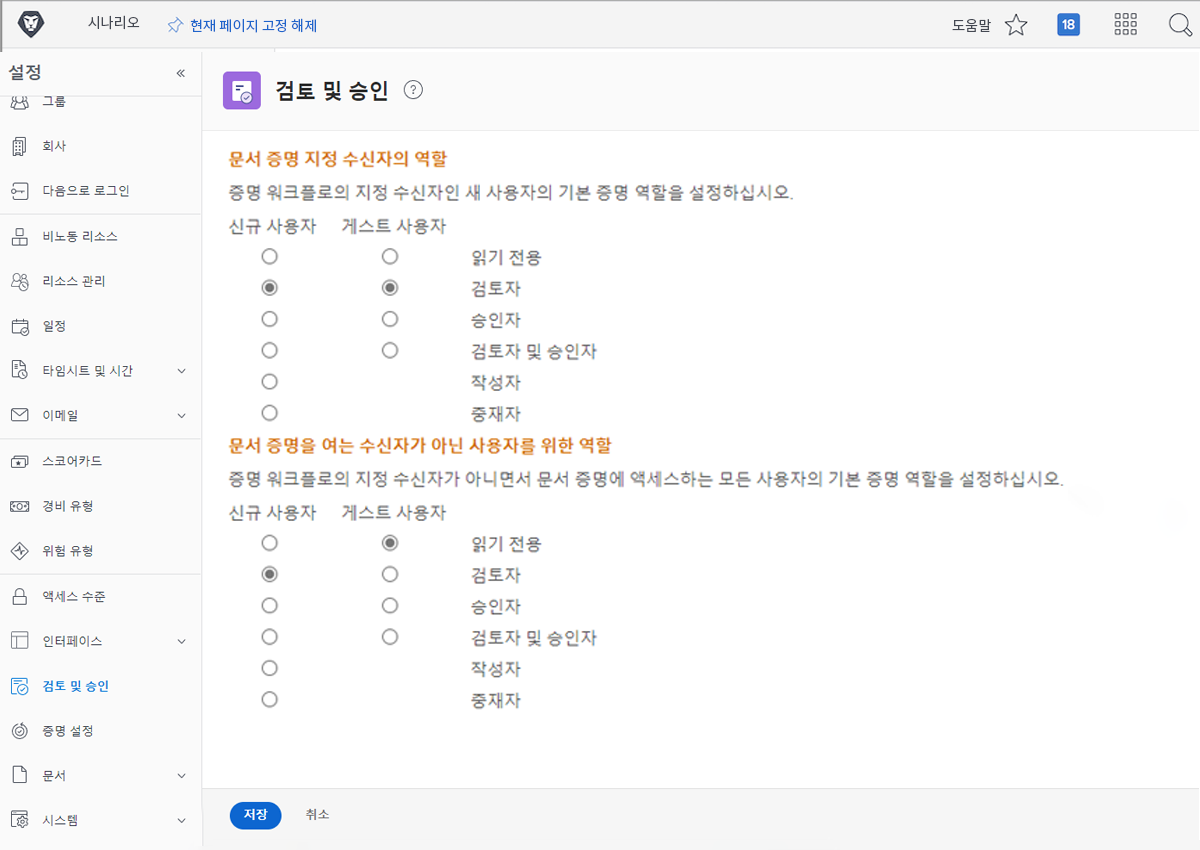 시나리오
현재 페이지 고정 해제
도움말
18
설정
«
그룹
회사
다음으로 로그인
비노동 리소스
리소스 관리
일정
타임시트 및 시간
이메일
스코어카드
경비 유형
위험 유형
액세스 수준
인터페이스
검토 및 승인
증명 설정
문서
시스템
검토 및 승인 ?
문서 증명 지정 수신자의 역할
증명 워크플로의 지정 수신자인 새 사용자의 기본 증명 역할을 설정하십시오.
신규 사용자 게스트 사용자
읽기 전용
검토자
승인자
검토자 및 승인자
작성자
중재자
문서 증명을 여는 수신자가 아닌 사용자를 위한 역할
증명 워크플로의 지정 수신자가 아니면서 문서 증명에 액세스하는 모든 사용자의 기본 증명 역할을 설정하십시오.
신규 사용자 게스트 사용자
읽기 전용
검토자
승인자
검토자 및 승인자
작성자
중재자
저장 취소